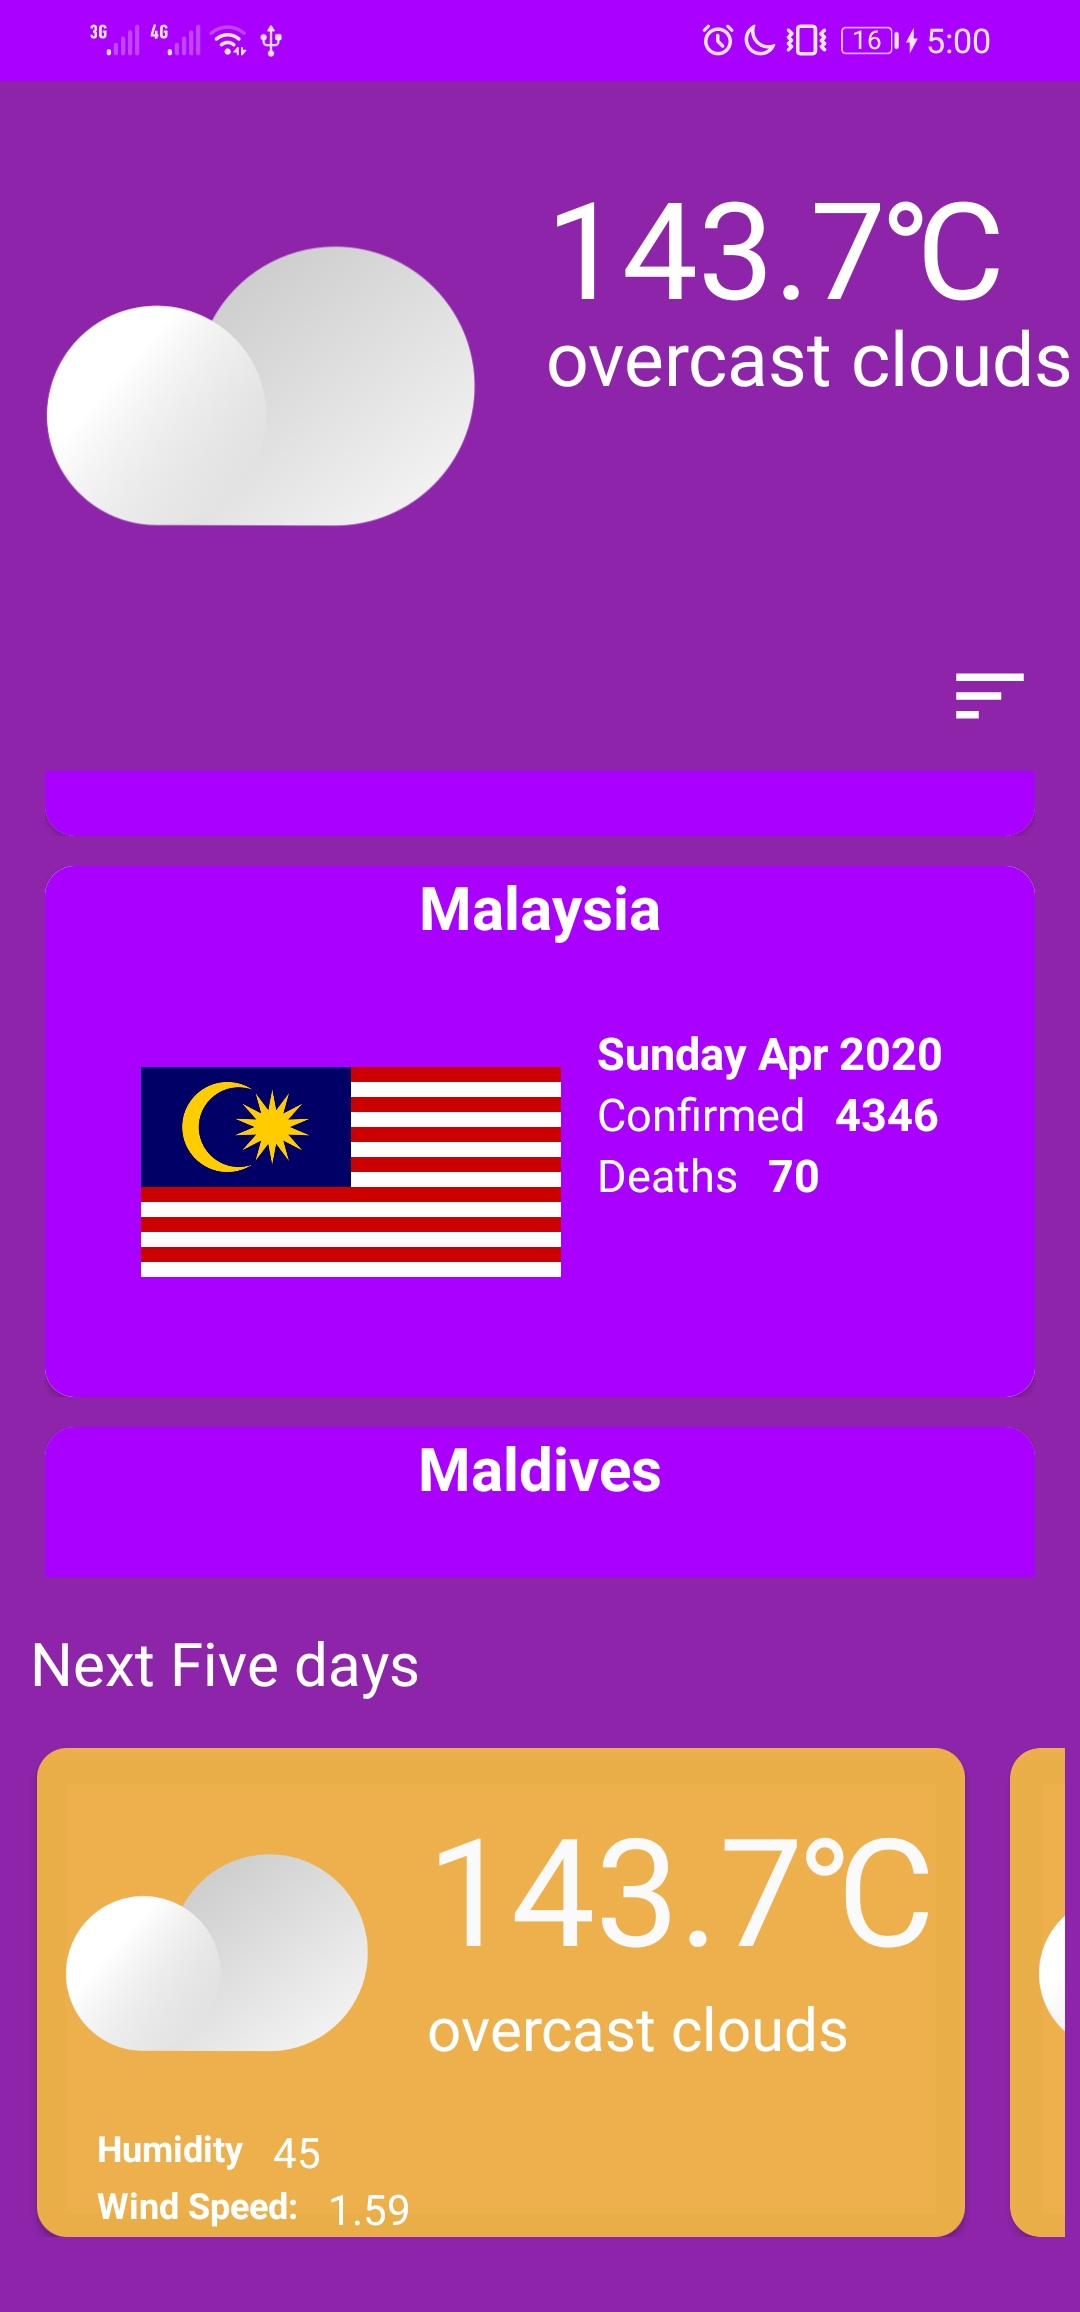 3G 4G 16 5:00
143.7℃
overcast clouds
Malaysia
Sunday Apr 2020
Confirmed 4346
Deaths 70
Maldives
Next Five days
143.7℃
overcast clouds
Humidity 45
Wind Speed: 1.59